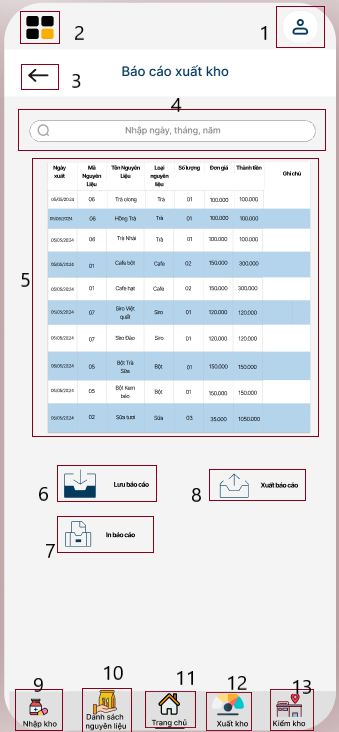 2
1
3
Báo cáo xuất kho
4
Nhập ngày, tháng, năm
Ngày xuất Mã Nguyên Liệu Tên Nguyên Liệu Loại nguyên liệu Số lượng Đơn giá Thành tiền Ghi chú
05/05/2024 06 Trà olong Trà 01 100.000 100.000
05/05/2024 06 Hồng Trà Trà 01 100.000 100.000
05/05/2024 06 Trà Nhài Trà 01 100.000 100.000
05/05/2024 01 Cafe bột Cafe 02 150.000 300.000
5
05/05/2024 01 Cafe hạt Cafe 02 150.000 300.000
05/05/2024 07 Siro Việt quất Siro 01 120.000 120.000
05/05/2024 07 Siro Đào Siro 01 120.000 120.000
05/05/2024 05 Bột Trà Sữa Bột 01 150.000 150.000
05/05/2024 05 Bột Kem béo Bột 01 150.000 150.000
05/05/2024 02 Sữa tươi Sữa 03 35.000 1050.000
6
Lưu báo cáo
8
Xuất báo cáo
7
In báo cáo
9
10
11
12
13
Nhập kho
Danh sách
nguyên liệu
Trang chủ
Xuất kho
Kiểm kho